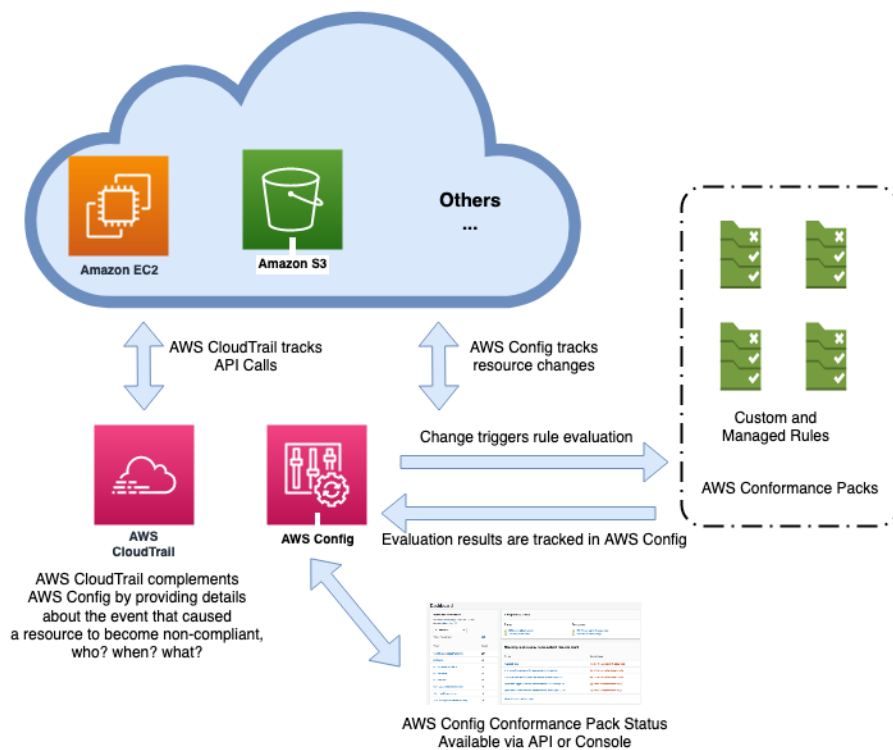 Others
...
Amazon EC2
Amazon S3
AWS CloudTrail tracks
API Calls
AWS Config tracks
resource changes
Custom and
Managed Rules
AWS Conformance Packs
Change triggers rule evaluation
Evaluation results are tracked in AWS Config
AWS
CloudTrail
AWS Config
AWS CloudTrail complements
AWS Config by providing details
about the event that caused
a resource to become non-compliant,
who? when? what?
Dashboard
AWS Config Conformance Pack Status
Available via API or Console